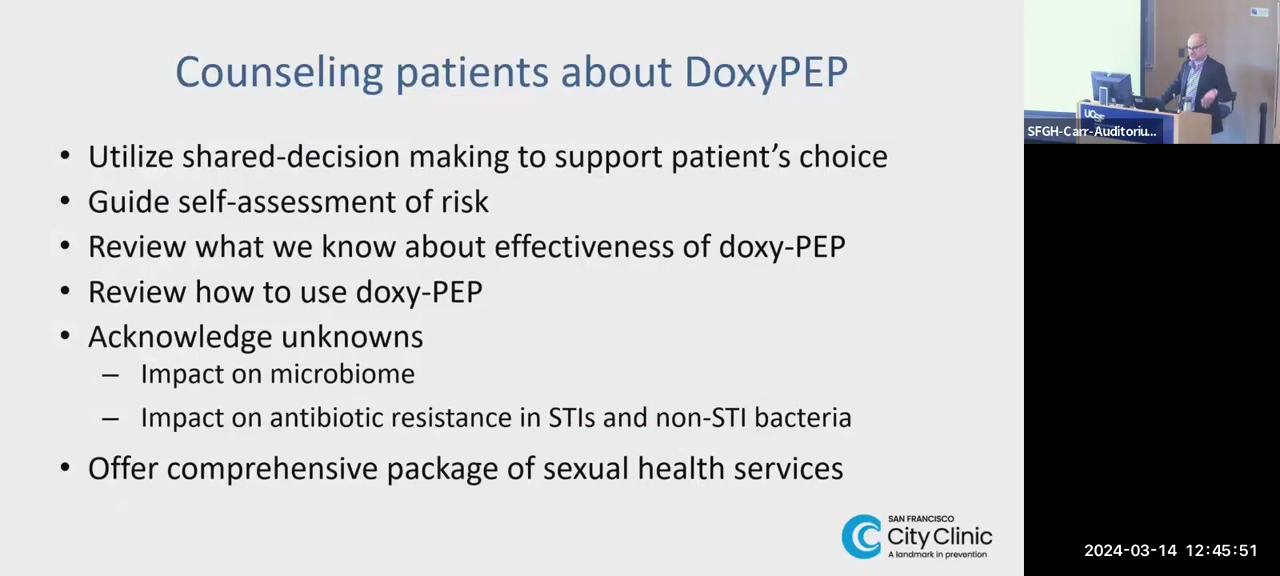 Counseling patients about DoxyPEP
• Utilize shared-decision making to support patient's choice
• Guide self-assessment of risk
• Review what we know about effectiveness of doxy-PEP
• Review how to use doxy-PEP
• Acknowledge unknowns
– Impact on microbiome
– Impact on antibiotic resistance in STIs and non-STI bacteria
• Offer comprehensive package of sexual health services
SAN FRANCISCO
City Clinic
A landmark in prevention
UCSF
SFGH-Carr-Auditoriu...
2024-03-14 12:45:51